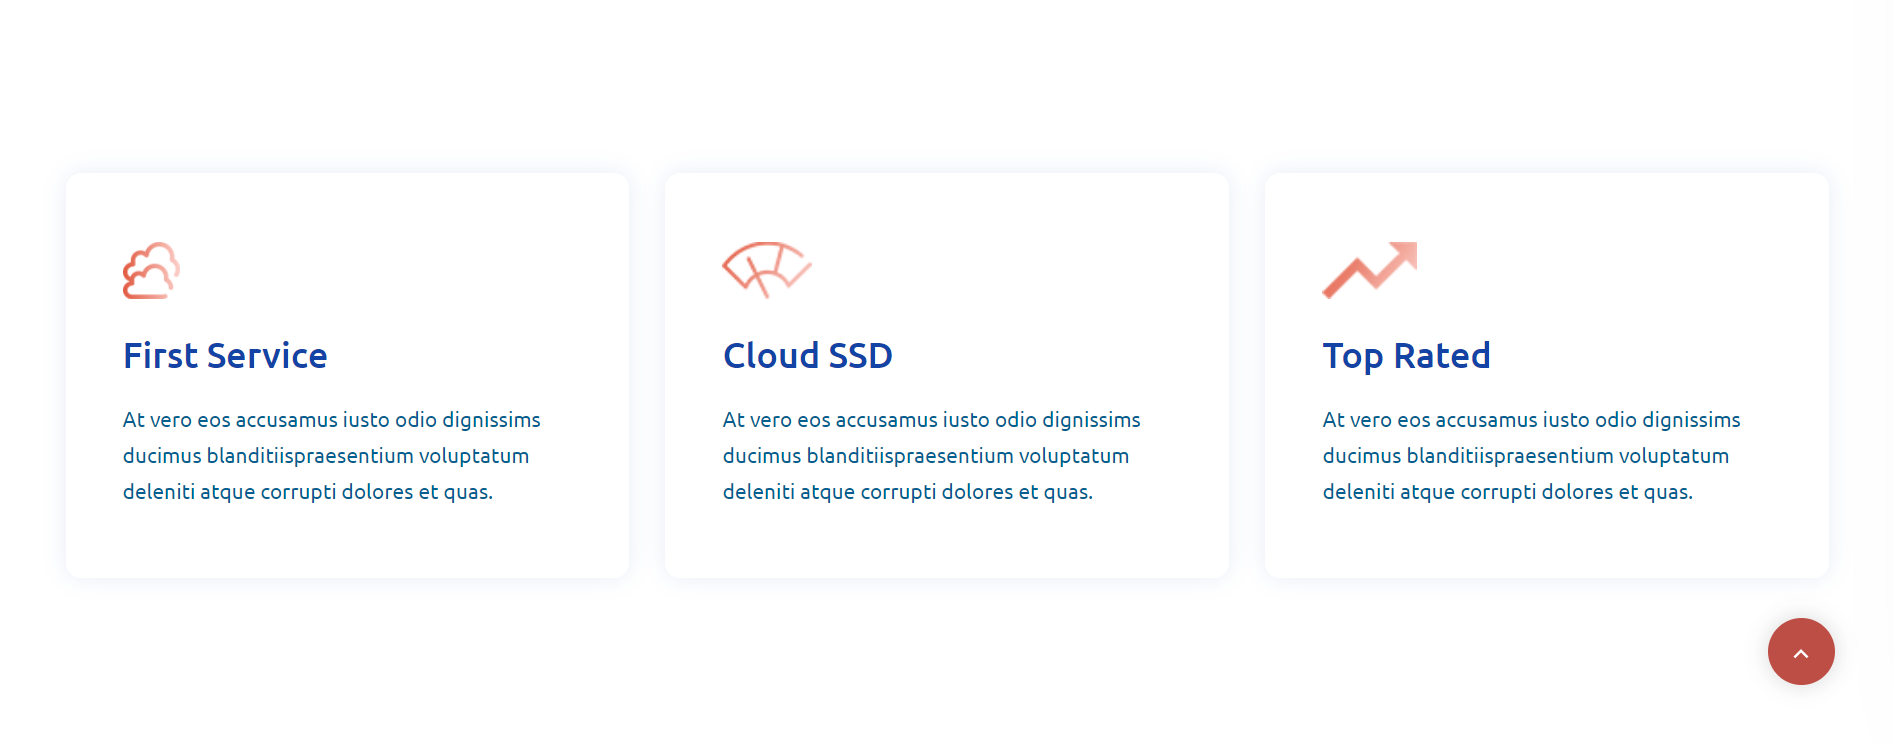 First Service
At vero eos accusamus iusto odio dignissims
ducimus blanditiispraesentium voluptatum
deleniti atque corrupti dolores et quas.
Cloud SSD
At vero eos accusamus iusto odio dignissims
ducimus blanditiispraesentium voluptatum
deleniti atque corrupti dolores et quas.
Top Rated
At vero eos accusamus iusto odio dignissims
ducimus blanditiispraesentium voluptatum
deleniti atque corrupti dolores et quas.